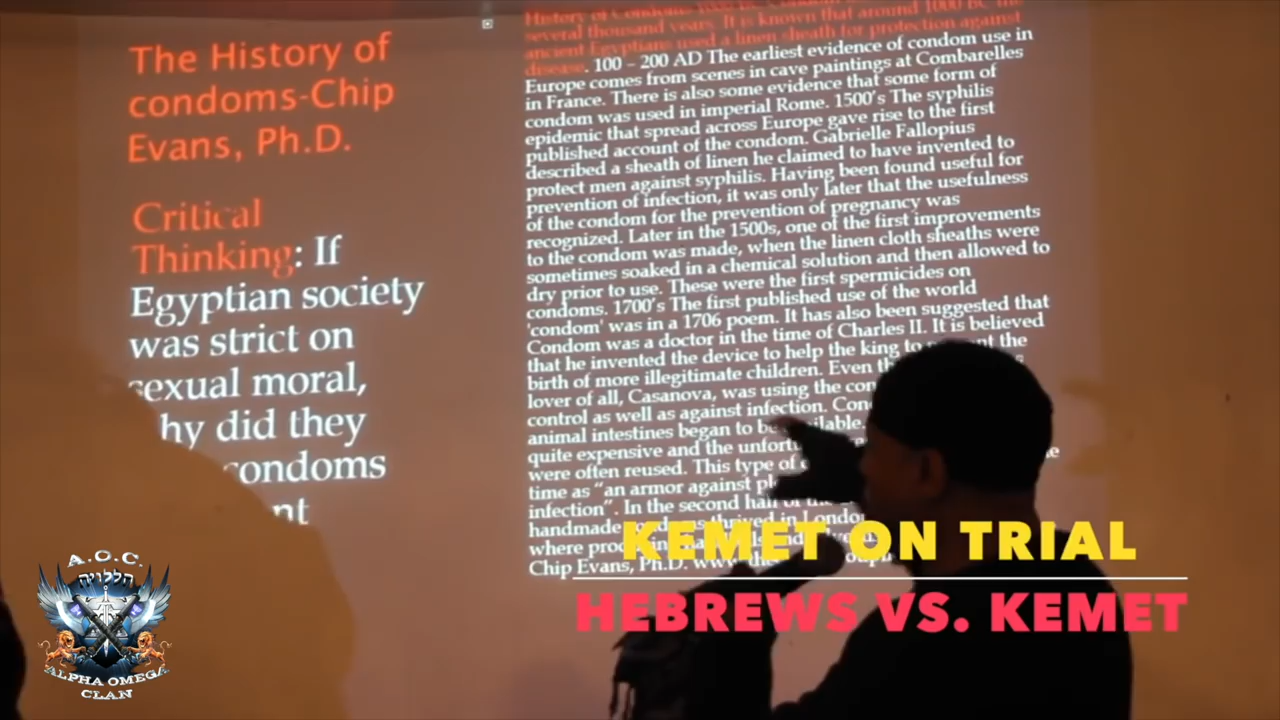 The History of
condoms-Chip
Evans, Ph.D.
Critical
Thinking: If
Egyptian society
was strict on
sexual moral,
hy did they
condoms
nt
several thousand years. It is known that around 1000 BC the
ancient Egyptians used a linen sheath for protection against
disease. 100 – 200 AD The earliest evidence of condom use in
Europe comes from scenes in cave paintings at Combarelles
in France. There is also some evidence that some form of
condom was used in imperial Rome. 1500's The syphilis
epidemic that spread across Europe gave rise to the first
published account of the condom. Gabrielle Fallopius
described a sheath of linen he claimed to have invented to
protect men against syphilis. Having been found useful for
prevention of infection, it was only later that the usefulness
of the condom for the prevention of pregnancy was
recognized. Later in the 1500s, one of the first improvements
to the condom was made, when the linen cloth sheaths were
sometimes soaked in a chemical solution and then allowed to
dry prior to use. These were the first spermicides on
condoms. 1700's The first published use of the world
'condom' was in a 1706 poem. It has also been suggested that
Condom was a doctor in the time of Charles II. It is believed
that he invented the device to help the king to the
birth of more illegitimate children. Even
lover of all, Casanova, was using the
control as well as against infection.
animal intestines began to be
quite expensive and the
were often reused. This type of
time as "an armor against
infection". In the second half of the
handmade thrived in
where
Chip Evans, Ph.D.
KEMET ON TRIAL
HEBREWS VS. KEMET
A.O.C.
הללויה
ALPHA OMEGA
CLAN